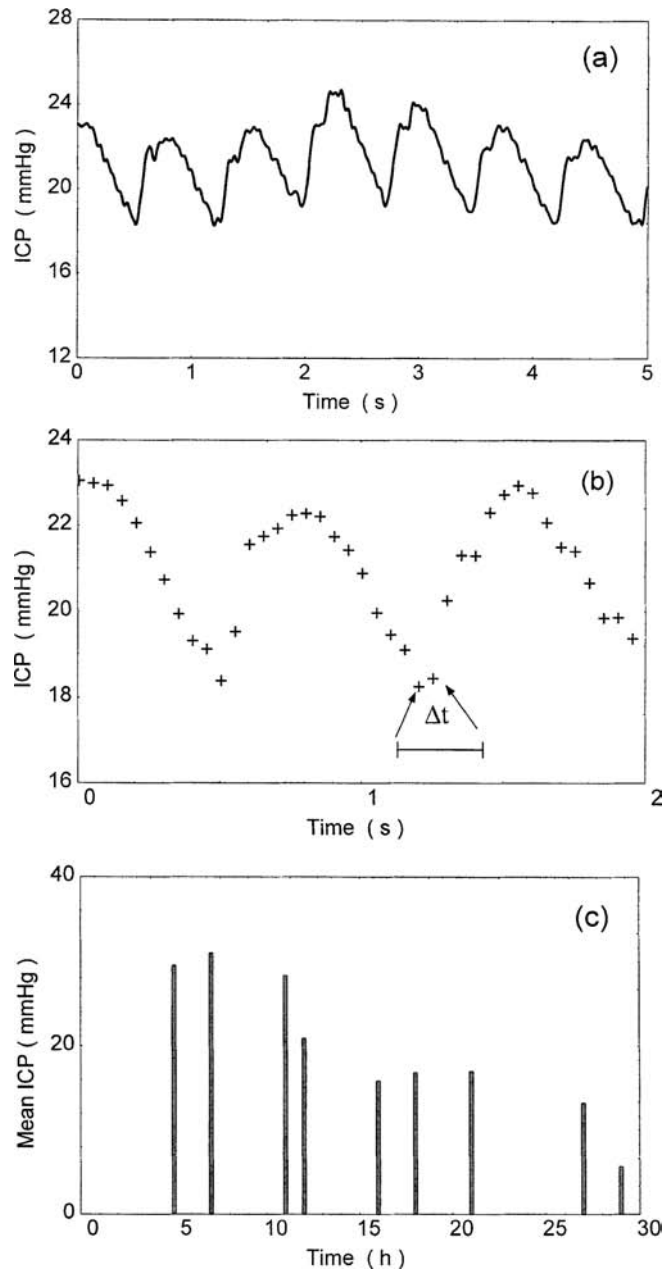 28
24
20
16
12
ICP ( mmHg )
(a)
0 1 2 3 4 5
Time ( s )
24
22
20
18
16
ICP ( mmHg )
(b)
Δt
0 1 2
Time ( s )
40
20
0
Mean ICP ( mmHg )
(c)
0 5 10 15 20 25 30
Time ( h )